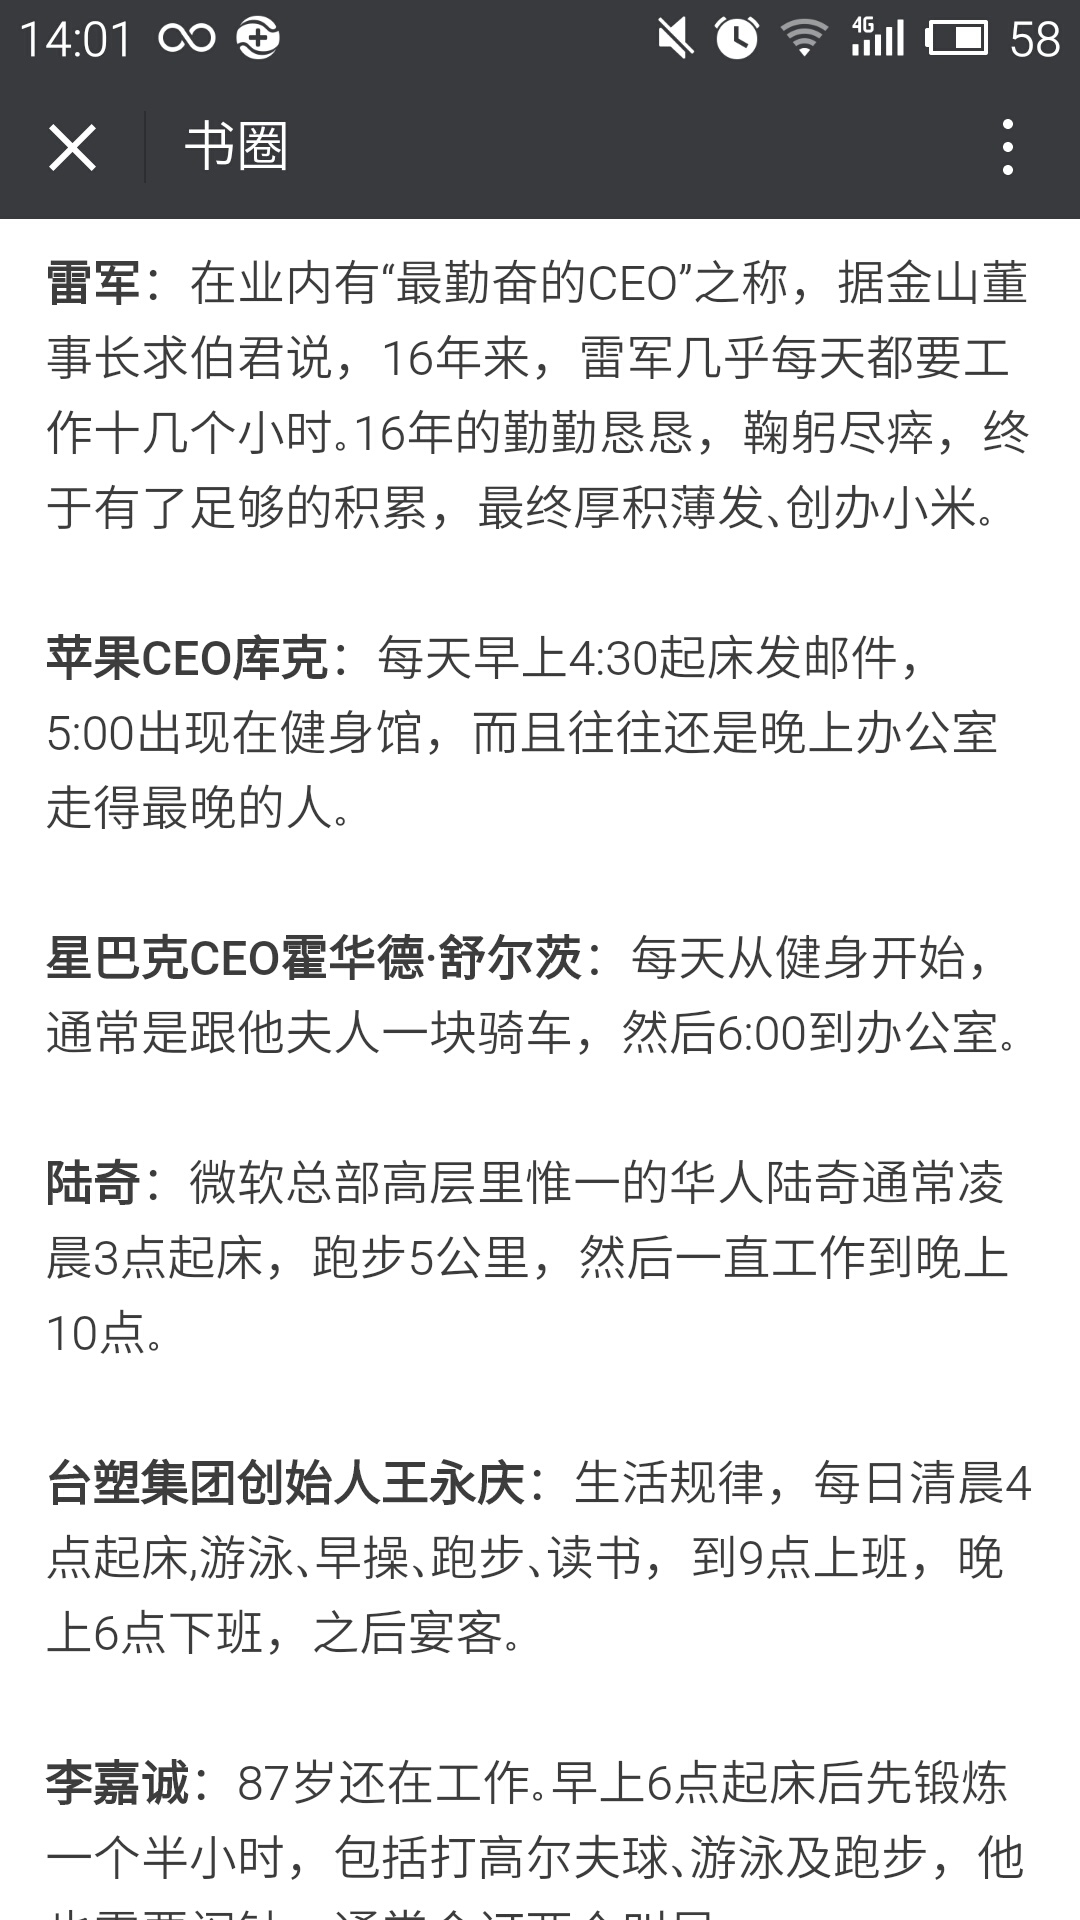 14:01
4G
58
书圈
雷军：在业内有“最勤奋的CEO”之称，据金山董
事长求伯君说，16年来，雷军几乎每天都要工
作十几个小时。16年的勤勤恳恳，鞠躬尽瘁，终
于有了足够的积累，最终厚积薄发、创办小米。
苹果CEO库克：每天早上4:30起床发邮件，
5:00出现在健身馆，而且往往还是晚上办公室
走得最晚的人。
星巴克CEO霍华德·舒尔茨：每天从健身开始，
通常是跟他夫人一块骑车，然后6:00到办公室。
陆奇：微软总部高层里惟一的华人陆奇通常凌
晨3点起床，跑步5公里，然后一直工作到晚上
10点。
台塑集团创始人王永庆：生活规律，每日清晨4
点起床,游泳、早操、跑步、读书，到9点上班，晚
上6点下班，之后宴客。
李嘉诚：87岁还在工作。早上6点起床后先锻炼
一个半小时，包括打高尔夫球、游泳及跑步，他